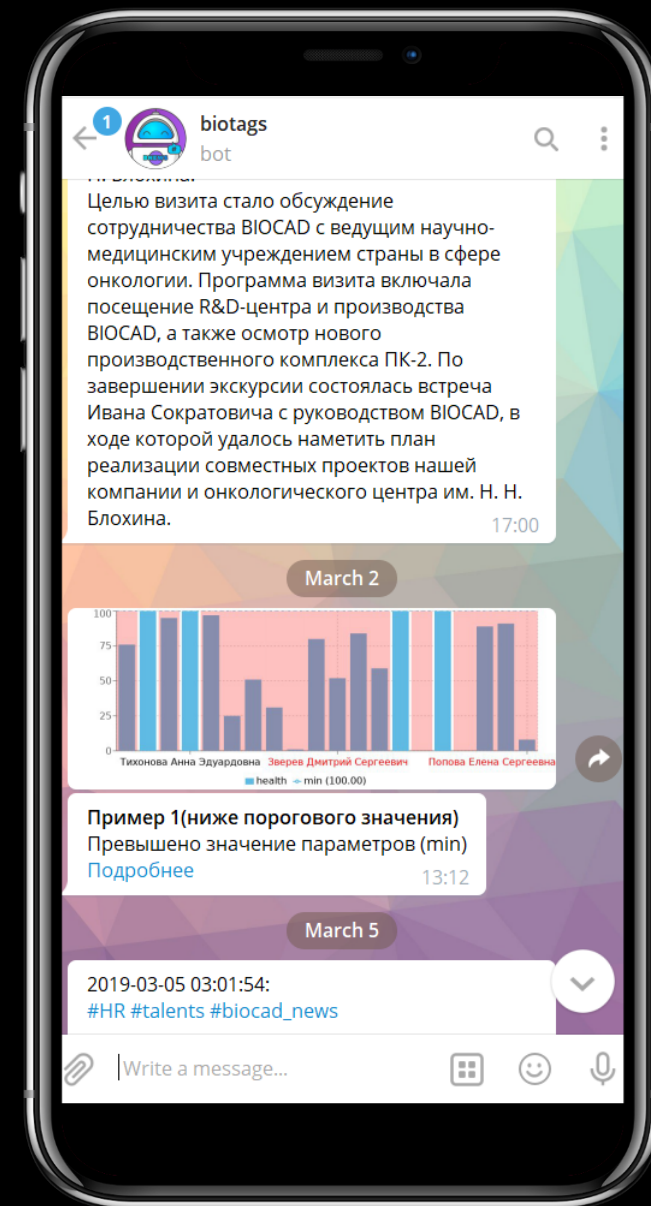 1
biotags
bot
Целью визита стало обсуждение
сотрудничества BIOCAD с ведущим научно-
медицинским учреждением страны в сфере
онкологии. Программа визита включала
посещение R&D-центра и производства
BIOCAD, а также осмотр нового
производственного комплекса ПК-2. По
завершении экскурсии состоялась встреча
Ивана Сократовича с руководством BIOCAD, в
ходе которой удалось наметить план
реализации совместных проектов нашей
компании и онкологического центра им. Н. Н.
Блохина.
17:00
March 2
100
75
50
25
0
Тихонова Анна Эдуардовна Зверев Дмитрий Сергеевич Попова Елена Сергеевна
health min (100.00)
Пример 1(ниже порогового значения)
Превышено значение параметров (min)
Подробнее
13:12
March 5
2019-03-05 03:01:54:
#HR #talents #biocad_news
Write a message...